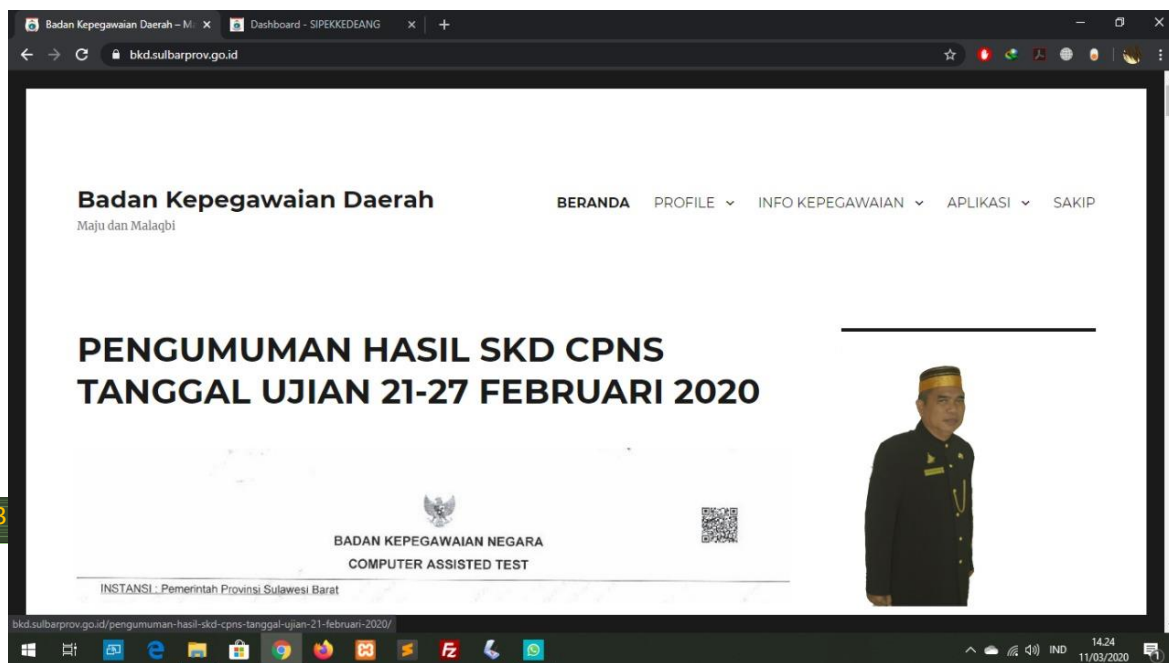 Badan Kepegawaian Daerah – M
Dashboard - SIPEKKEDEANG
bkd.sulbarprov.go.id
Badan Kepegawaian Daerah
Maju dan Malaqbi
BERANDA PROFILE INFO KEPEGAWAIAN APLIKASI SAKIP
PENGUMUMAN HASIL SKD CPNS
TANGGAL UJIAN 21-27 FEBRUARI 2020
BADAN KEPEGAWAIAN NEGARA
COMPUTER ASSISTED TEST
INSTANSI : Pemerintah Provinsi Sulawesi Barat
3
bkd.sulbarprov.go.id/pengumuman-hasil-skd-cpns-tanggal-ujian-21-februari-2020/
IND
14.24
11/03/2020